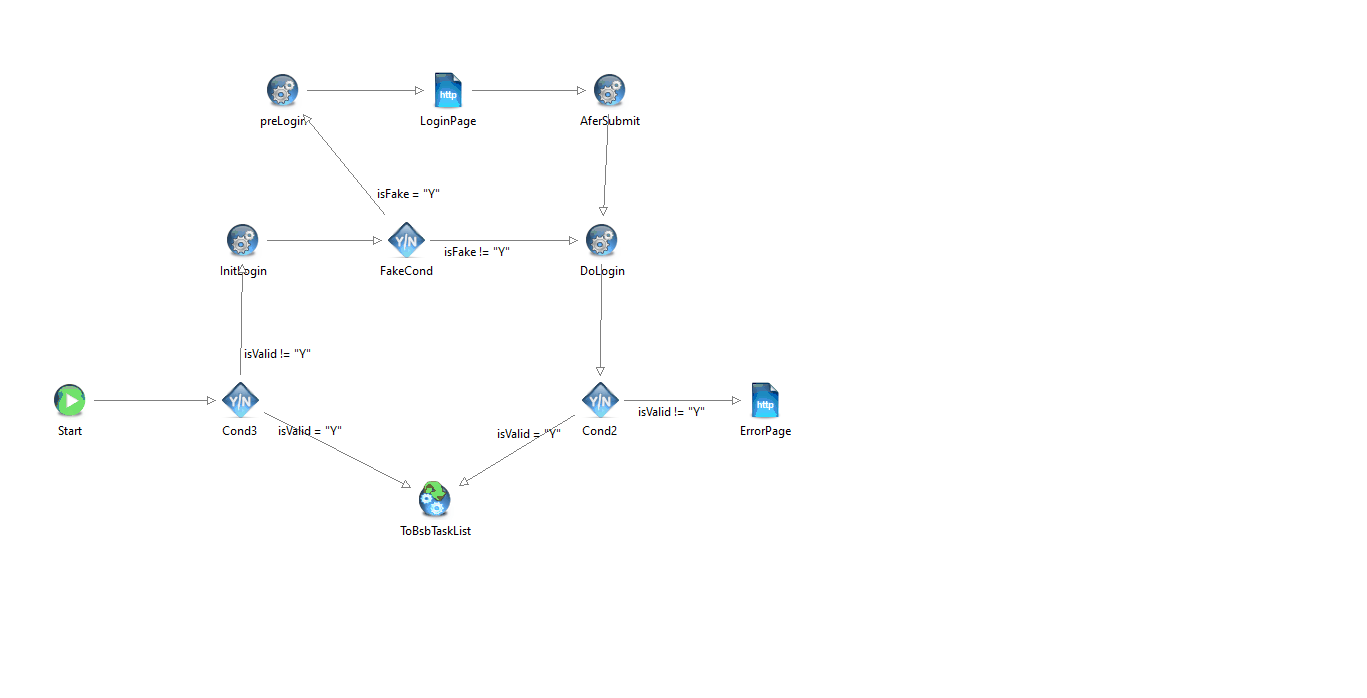 http
preLogin
LoginPage
AferSubmit
isFake = "Y"
Y/N
isFake != "Y"
InitLogin
FakeCond
DoLogin
isValid != "Y"
Y/N
Y/N
http
isValid != "Y"
Start
Cond3
isValid = "Y"
isValid = "Y"
Cond2
ErrorPage
ToBsbTaskList